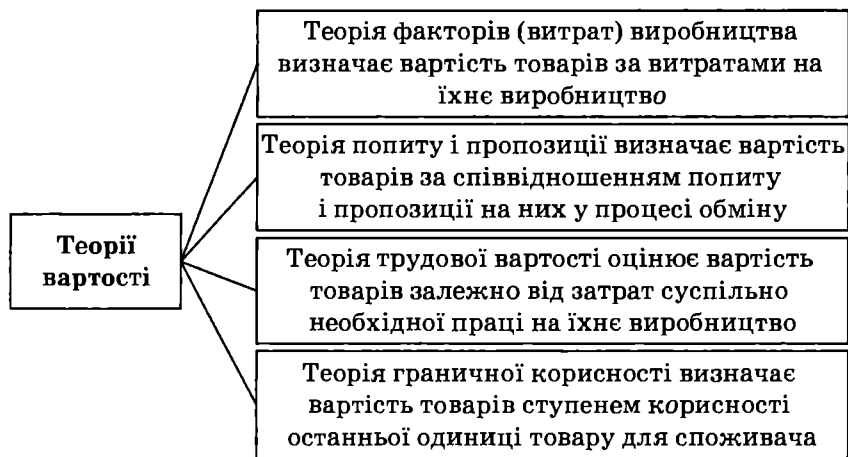 Теорія факторів (витрат) виробництва
визначає вартість товарів за витратами на
їхнє виробництво
Теорія попиту і пропозиції визначає вартість
товарів за співвідношенням попиту
і пропозиції на них у процесі обміну
Теорії
вартості
Теорія трудової вартості оцінює вартість
товарів залежно від затрат суспільно
необхідної праці на їхнє виробництво
Теорія граничної корисності визначає
вартість товарів ступенем корисності
останньої одиниці товару для споживача